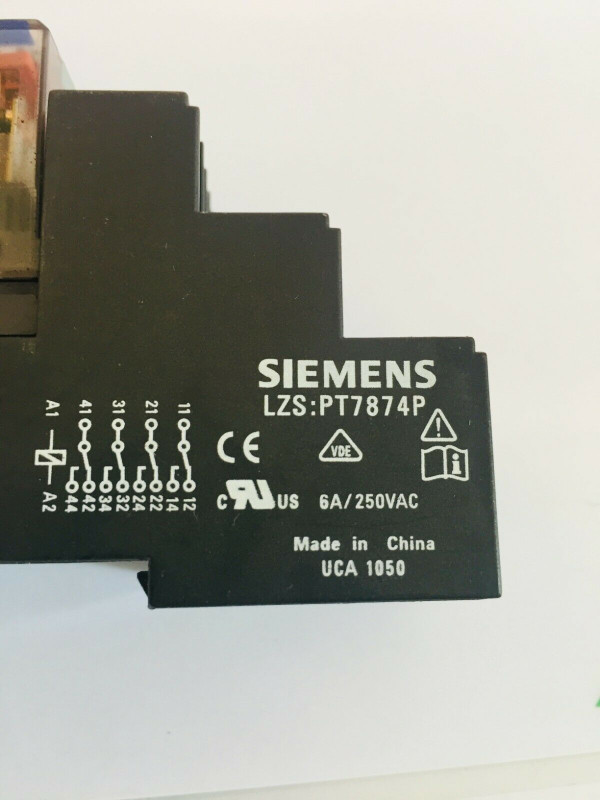 SIEMENS
LZS:PT7874P
CE
VDE
c RU US 6A/250VAC
Made in China
UCA 1050
A1 41 31 21 11
A2 44 42 34 32 24 22 14 12